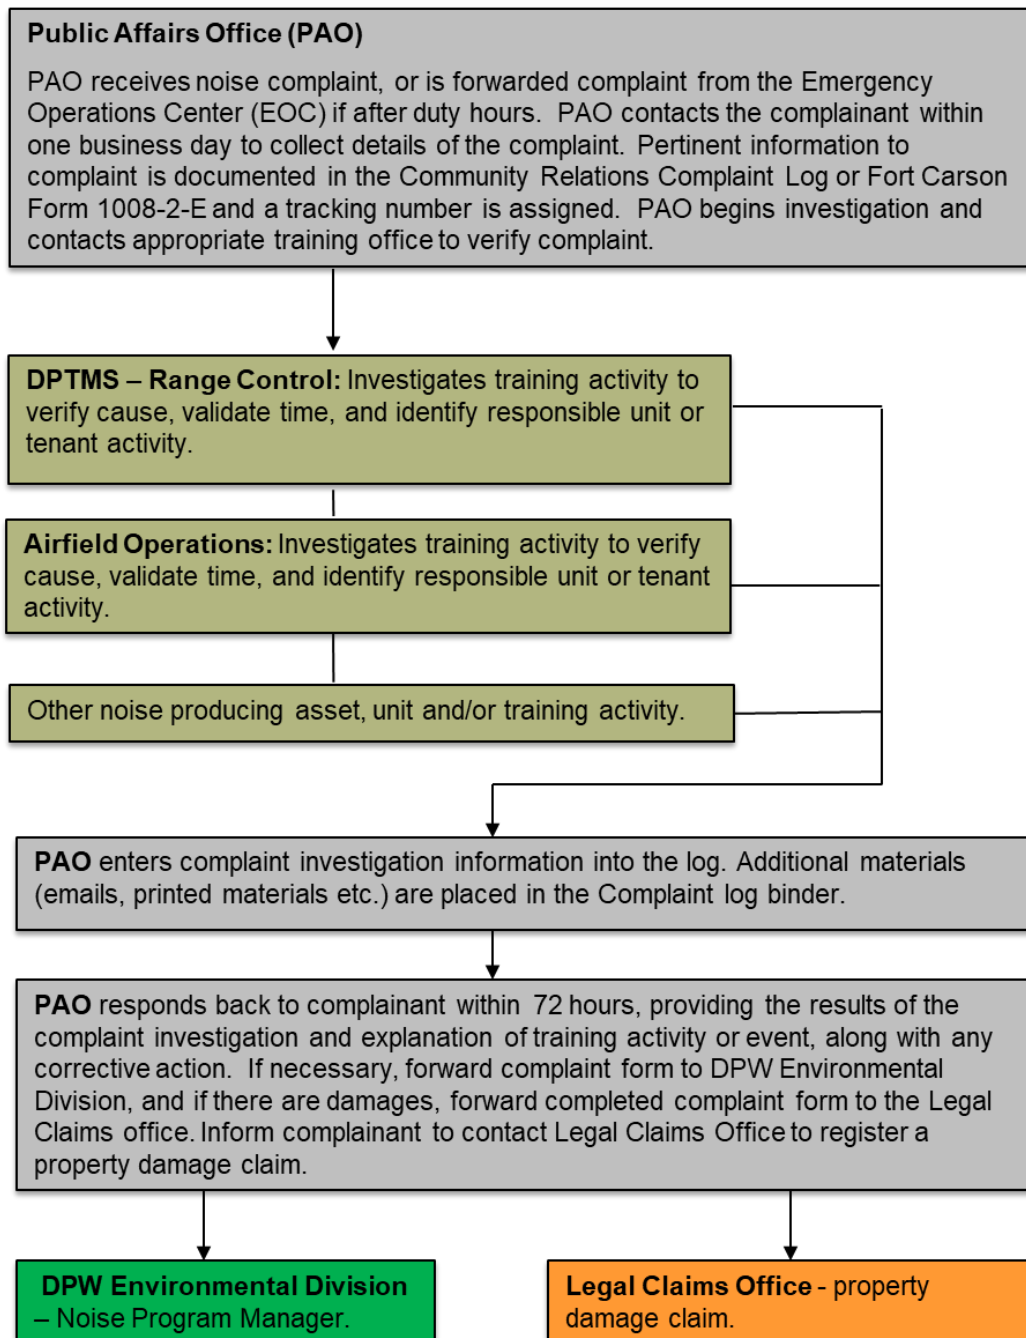 Public Affairs Office (PAO)
PAO receives noise complaint, or is forwarded complaint from the Emergency
Operations Center (EOC) if after duty hours. PAO contacts the complainant within
one business day to collect details of the complaint. Pertinent information to
complaint is documented in the Community Relations Complaint Log or Fort Carson
Form 1008-2-E and a tracking number is assigned. PAO begins investigation and
contacts appropriate training office to verify complaint.
DPTMS – Range Control: Investigates training activity to
verify cause, validate time, and identify responsible unit or
tenant activity.
Airfield Operations: Investigates training activity to verify
cause, validate time, and identify responsible unit or tenant
activity.
Other noise producing asset, unit and/or training activity.
PAO enters complaint investigation information into the log. Additional materials
(emails, printed materials etc.) are placed in the Complaint log binder.
PAO responds back to complainant within 72 hours, providing the results of the
complaint investigation and explanation of training activity or event, along with any
corrective action. If necessary, forward complaint form to DPW Environmental
Division, and if there are damages, forward completed complaint form to the Legal
Claims office. Inform complainant to contact Legal Claims Office to register a
property damage claim.
DPW Environmental Division
– Noise Program Manager.
Legal Claims Office - property
damage claim.